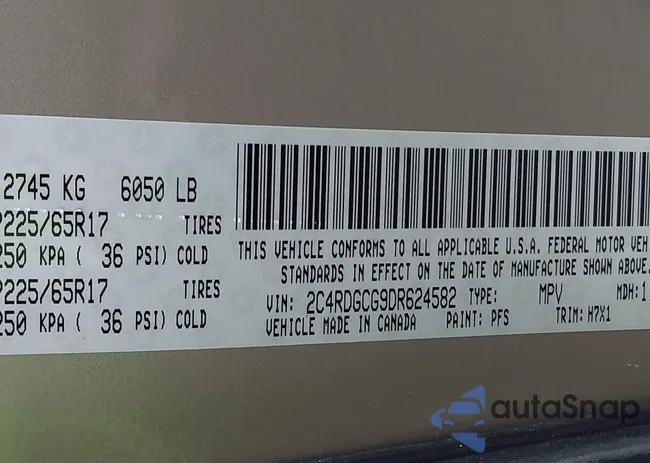 2745 KG 6050 LB
P225/65R17 TIRES
250 KPA ( 36 PSI) COLD
P225/65R17 TIRES
250 KPA ( 36 PSI) COLD
THIS VEHICLE CONFORMS TO ALL APPLICABLE U.S.A. FEDERAL MOTOR VEH
STANDARDS IN EFFECT ON THE DATE OF MANUFACTURE SHOWN ABOVE.
VIN: 2C4RDGCG9DR624582 TYPE: MPV MDH: 1
VEHICLE MADE IN CANADA PAINT: PFS TRIM: H7X1
autoSnap